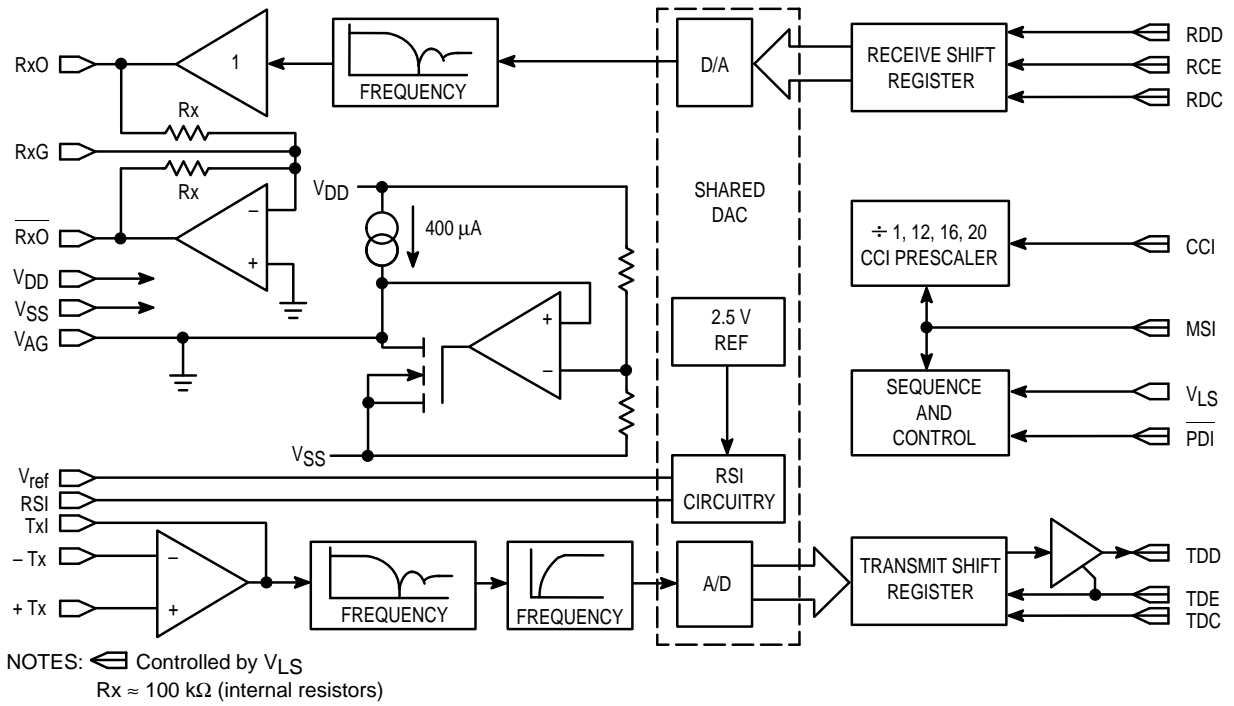 RxO
1
FREQUENCY
D/A
RECEIVE SHIFT
REGISTER
RDD
RCE
RDC
Rx
RxG
Rx
RxO
VDD
VSS
VAG
VDD
400 μA
+
–
–
+
VSS
SHARED
DAC
2.5 V
REF
RSI
CIRCUITRY
÷ 1, 12, 16, 20
CCI PRESCALER
CCI
MSI
SEQUENCE
AND
CONTROL
VLS
PDI
Vref
RSI
TxI
– Tx
+ Tx
–
+
FREQUENCY
FREQUENCY
A/D
TRANSMIT SHIFT
REGISTER
TDD
TDE
TDC
NOTES: Controlled by VLS
Rx ≈ 100 kΩ (internal resistors)